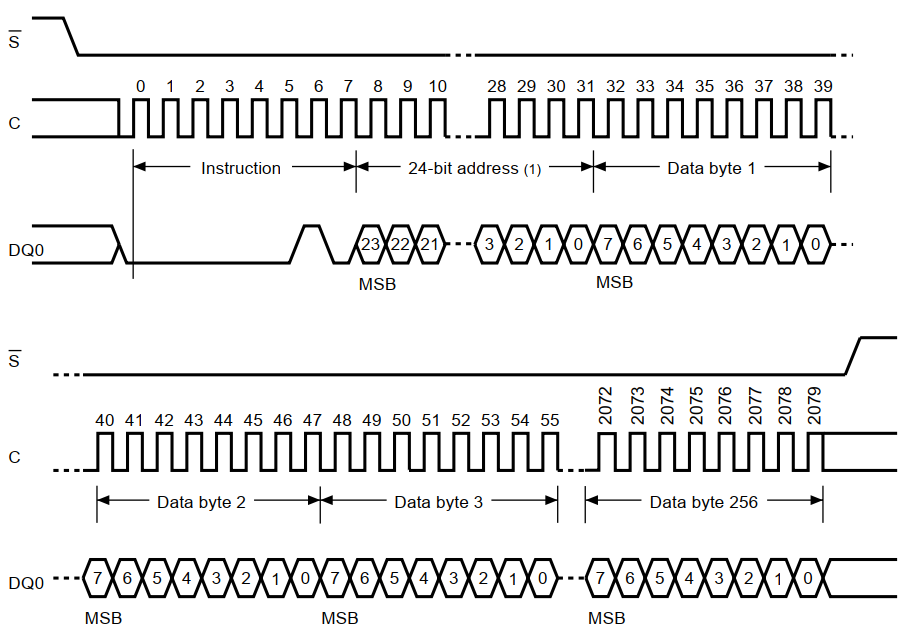 S
0 1 2 3 4 5 6 7 8 9 10 28 29 30 31 32 33 34 35 36 37 38 39
C
Instruction 24-bit address (1) Data byte 1
DQ0 23 22 21 3 2 1 0 7 6 5 4 3 2 1 0
MSB MSB
S
40 41 42 43 44 45 46 47 48 49 50 51 52 53 54 55 2072 2073 2074 2075 2076 2077 2078 2079
C
Data byte 2 Data byte 3 Data byte 256
DQ0 7 6 5 4 3 2 1 0 7 6 5 4 3 2 1 0 7 6 5 4 3 2 1 0
MSB MSB MSB